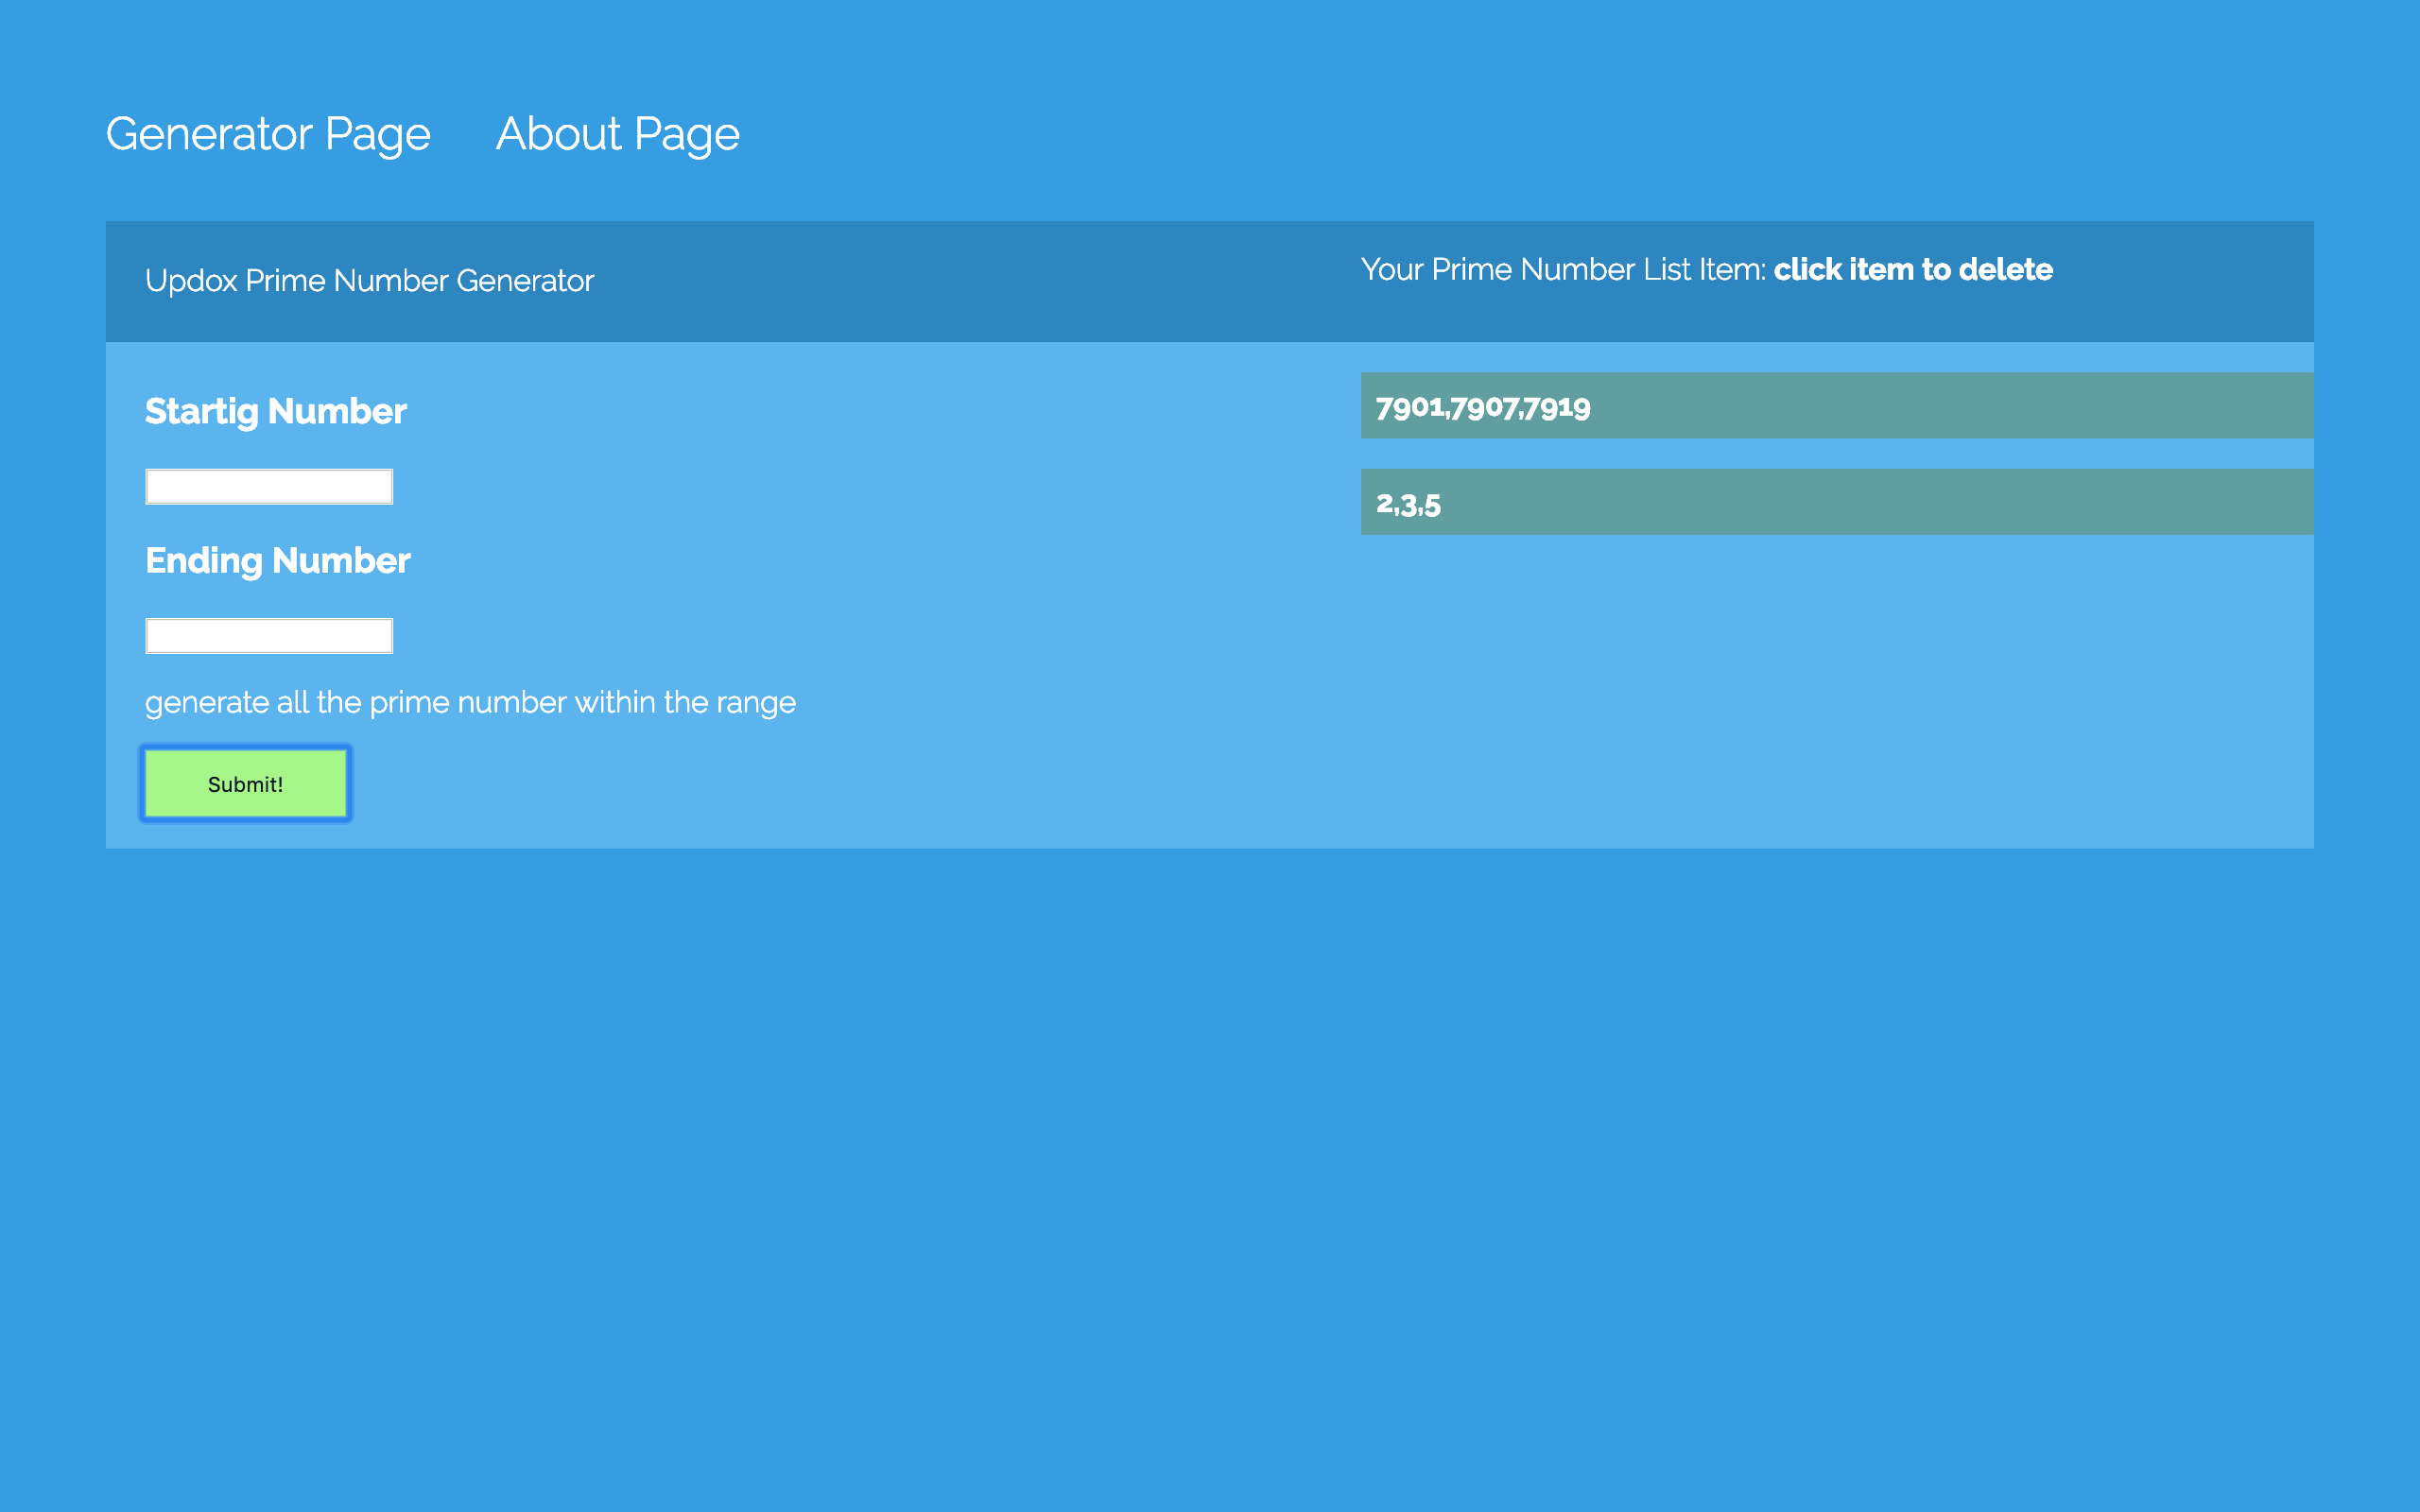 Generator Page About Page
Updox Prime Number Generator
Your Prime Number List Item: click item to delete
Startig Number
Ending Number
generate all the prime number within the range
Submit!
7901,7907,7919
2,3,5